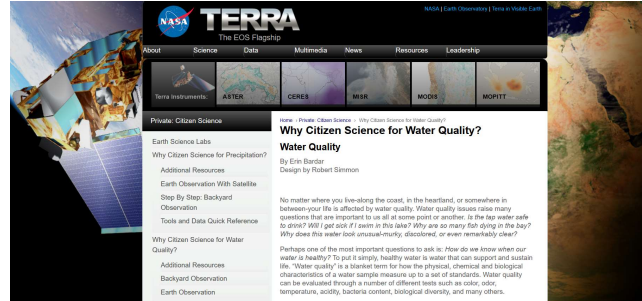 NASA | Earth Observatory | Terra in Visible Earth
NASA
TERRA
The EOS Flagship
About Science Data Multimedia News Resources Leadership
Terra Instruments: ASTER CERES MISR MODIS MOPITT
Private: Citizen Science
Earth Science Labs
Why Citizen Science for Precipitation?
Additional Resources
Earth Observation With Satellite
Step By Step: Backyard
Observation
Tools and Data Quick Reference
Why Citizen Science for Water
Quality?
Additional Resources
Backyard Observation
Earth Observation
Home › Private: Citizen Science › Why Citizen Science for Water Quality?
Why Citizen Science for Water Quality?
Water Quality
By Erin Bardar
Design by Robert Simmon
No matter where you live-along the coast, in the heartland, or somewhere in
between-your life is affected by water quality. Water quality issues raise many
questions that are important to us all at some point or another. Is the tap water safe
to drink? Will I get sick if I swim in this lake? Why are so many fish dying in the bay?
Why does this water look unusual-murky, discolored, or even remarkably clear?
Perhaps one of the most important questions to ask is: How do we know when our
water is healthy? To put it simply, healthy water is water that can support and sustain
life. "Water quality" is a blanket term for how the physical, chemical and biological
characteristics of a water sample measure up to a set of standards. Water quality
can be evaluated through a number of different tests such as color, odor,
temperature, acidity, bacteria content, biological diversity, and many others.